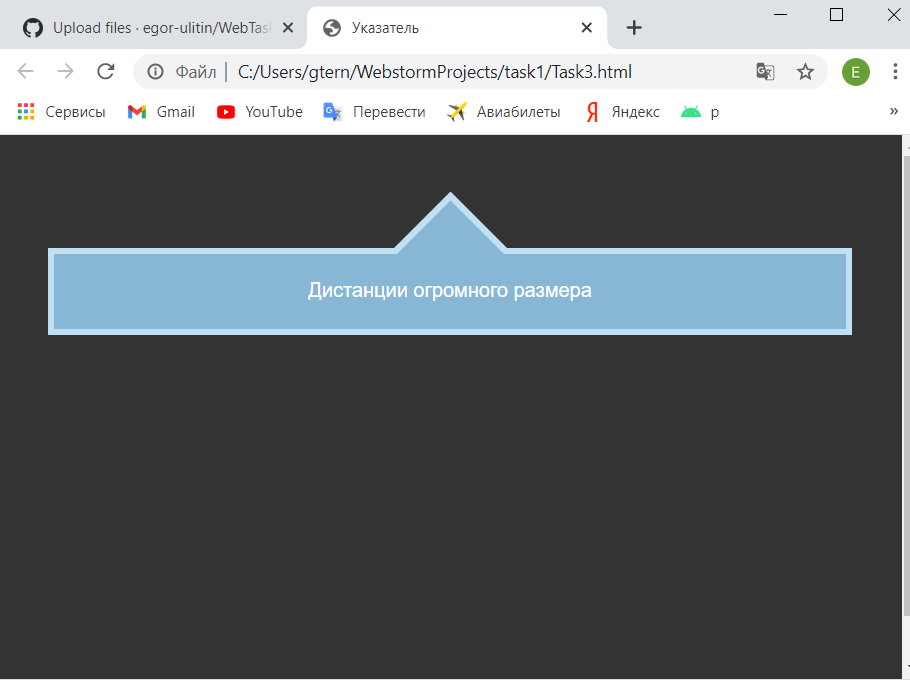 Upload files · egor-ulitin/WebTas
Указатель
Файл
C:/Users/gtern/WebstormProjects/task1/Task3.html
E
Сервисы
Gmail
YouTube
Перевести
Авиабилеты
Я Яндекс
p
»
Дистанции огромного размера